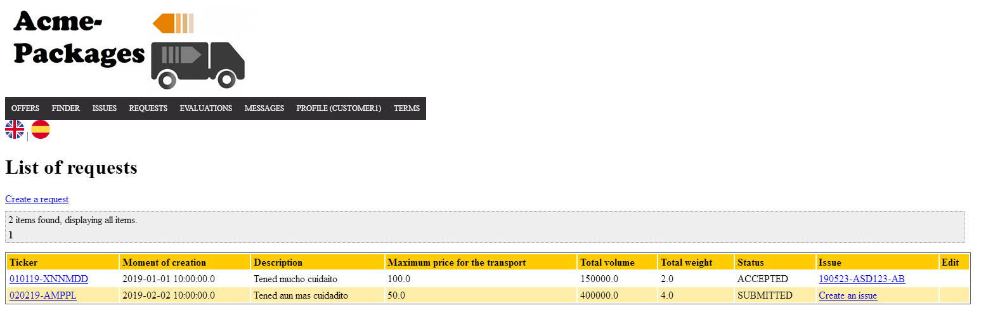 Acme-
Packages
OFFERS FINDER ISSUES REQUESTS EVALUATIONS MESSAGES PROFILE (CUSTOMER1) TERMS
|
List of requests
Create a request
2 items found, displaying all items.
1
Ticker Moment of creation Description Maximum price for the transport Total volume Total weight Status Issue Edit
010119-XNNMDD 2019-01-01 10:00:00.0 Tened mucho cuidaito 100.0 150000.0 2.0 ACCEPTED 190523-ASD123-AB
020219-AMPPL 2019-02-02 10:00:00.0 Tened aun mas cuidadito 50.0 400000.0 4.0 SUBMITTED Create an issue